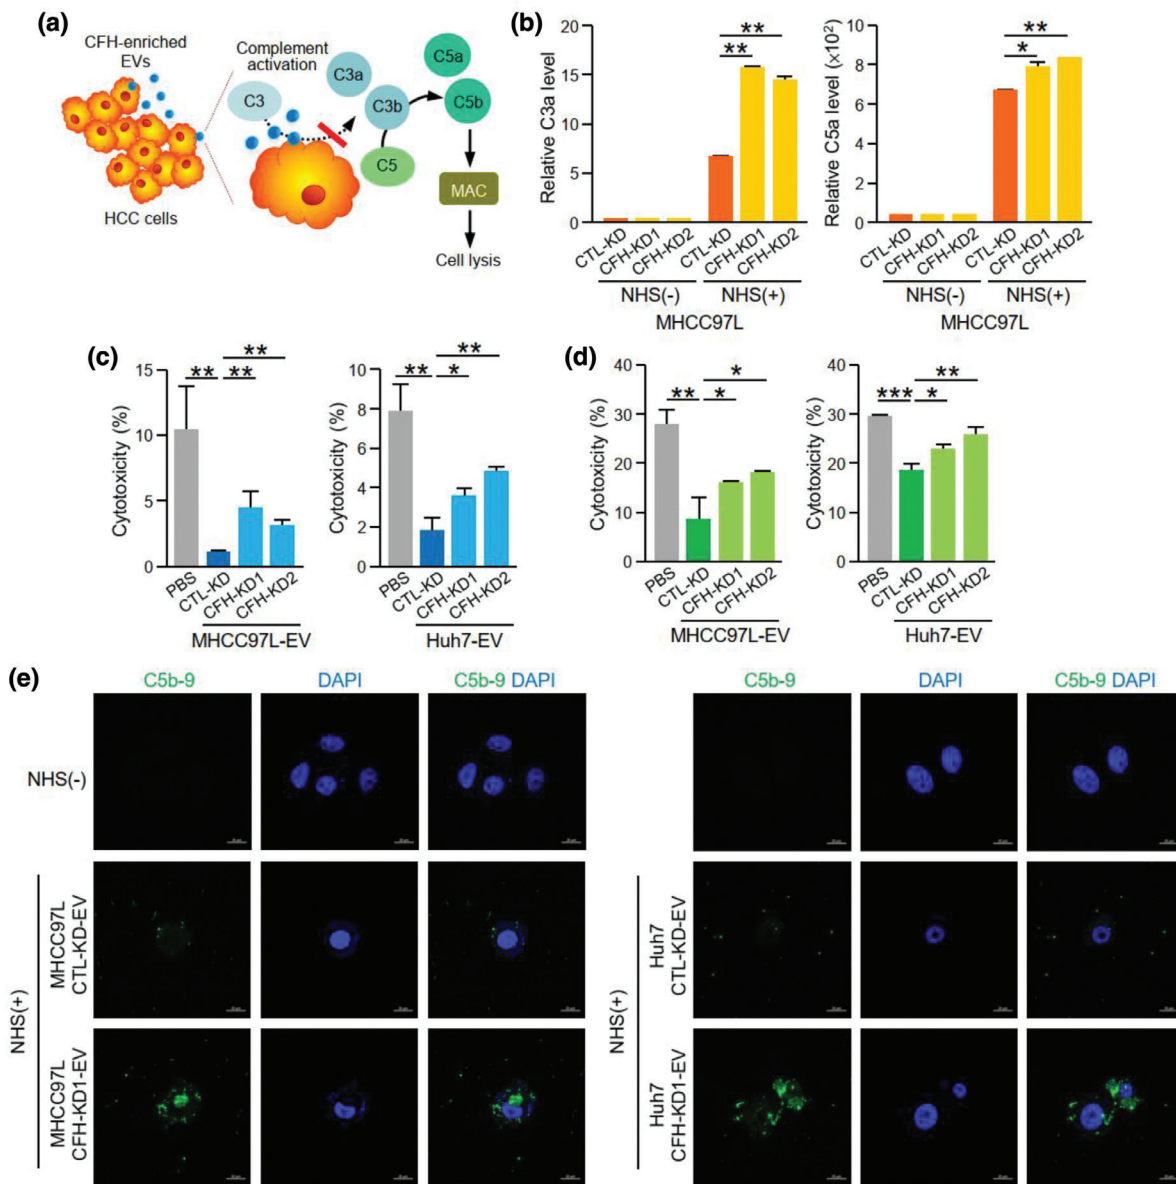 (a)
CFH-enriched
EVs
HCC cells
Complement
activation
C3
C3a
C3b
C5
C5a
C5b
MAC
Cell lysis
(b)
Relative C3a level
20
15
10
5
0
CTL-KD
CFH-KD1
CFH-KD2
CTL-KD
CFH-KD1
CFH-KD2
**
**
NHS(-)
NHS(+)
MHCC97L
Relative C5a level (×10²)
10
8
6
4
2
0
CTL-KD
CFH-KD1
CFH-KD2
CTL-KD
CFH-KD1
CFH-KD2
**
*
NHS(-)
NHS(+)
MHCC97L
(c)
Cytotoxicity (%)
15
10
5
0
**
**
**
PBS
CTL-KD
CFH-KD1
CFH-KD2
MHCC97L-EV
Cytotoxicity (%)
10
8
6
4
2
0
**
**
*
PBS
CTL-KD
CFH-KD1
CFH-KD2
Huh7-EV
(d)
Cytotoxicity (%)
40
30
20
10
0
*
**
*
PBS
CTL-KD
CFH-KD1
CFH-KD2
MHCC97L-EV
Cytotoxicity (%)
40
30
20
10
0
**
***
*
PBS
CTL-KD
CFH-KD1
CFH-KD2
Huh7-EV
(e)
C5b-9
DAPI
C5b-9 DAPI
NHS(-)
NHS(+)
MHCC97L
CTL-KD-EV
MHCC97L
CFH-KD1-EV
C5b-9
DAPI
C5b-9 DAPI
NHS(+)
Huh7
CTL-KD-EV
Huh7
CFH-KD1-EV